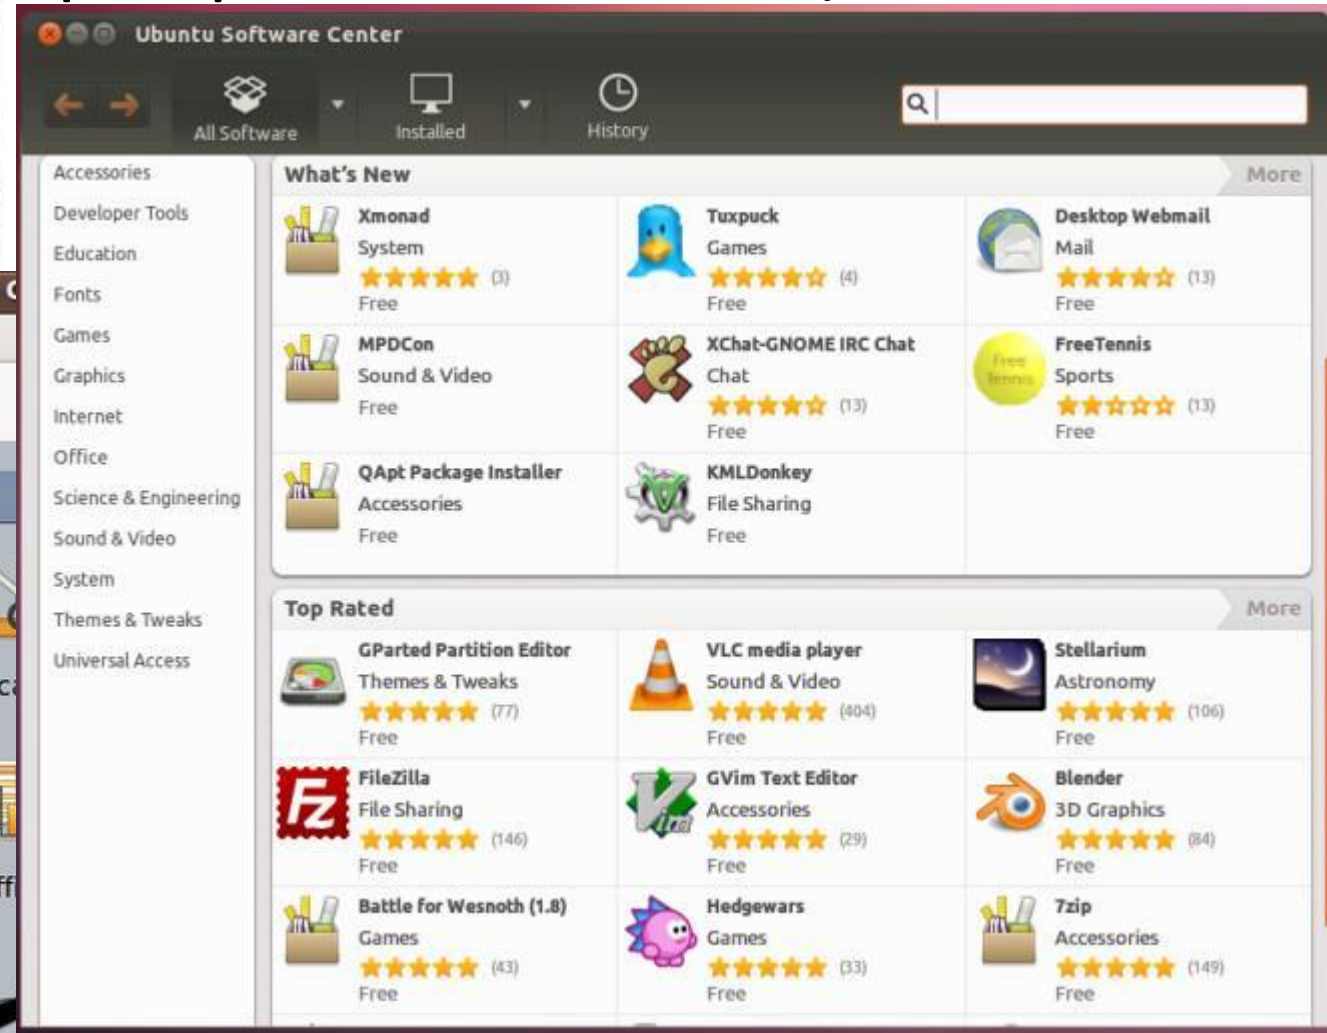 Ubuntu Software Center
All Software
Installed
History
Accessories
Developer Tools
Education
Fonts
Games
Graphics
Internet
Office
Science & Engineering
Sound & Video
System
Themes & Tweaks
Universal Access
What's New
More
Xmonad
System
(3)
Free
Tuxpuck
Games
(4)
Free
Desktop Webmail
Mail
(13)
Free
MPDCon
Sound & Video
Free
XChat-GNOME IRC Chat
Chat
(13)
Free
Free
Tennis
FreeTennis
Sports
(13)
Free
QApt Package Installer
Accessories
Free
KMLDonkey
File Sharing
Free
Top Rated
More
GParted Partition Editor
Themes & Tweaks
(77)
Free
VLC media player
Sound & Video
(404)
Free
Stellarium
Astronomy
(106)
Free
Fz
FileZilla
File Sharing
(146)
Free
Vim
GVim Text Editor
Accessories
(29)
Free
Blender
3D Graphics
(84)
Free
Battle for Wesnoth (1.8)
Games
(43)
Free
Hedgewars
Games
(33)
Free
7zip
Accessories
(149)
Free